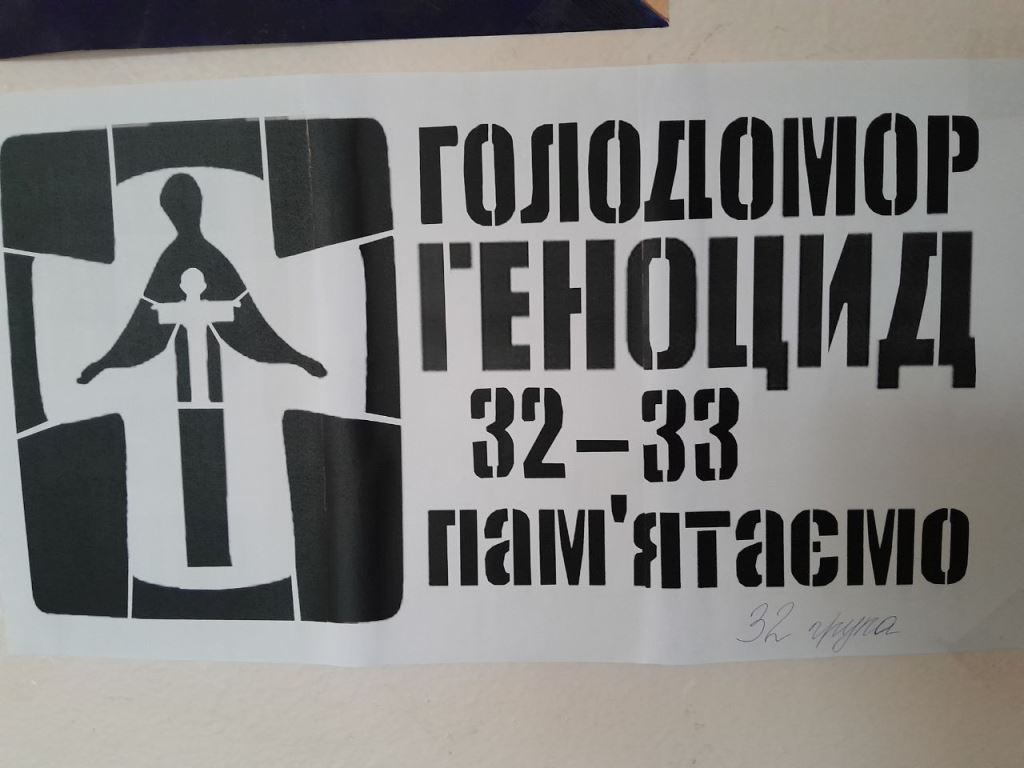 ГОЛОДОМОР
ГЕНОЦИД
32–33
пам'ятаємо
32 група